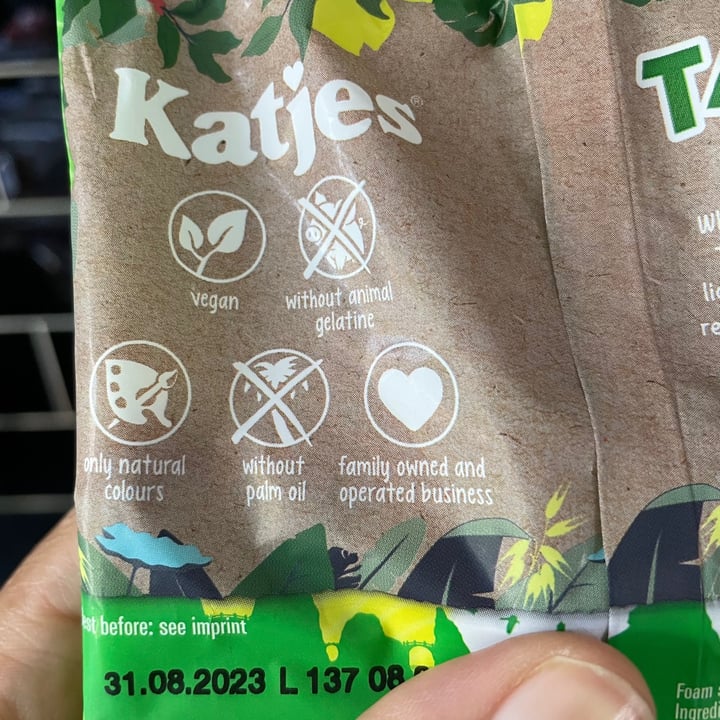 Katjes®
vegan
without animal
gelatine
only natural
colours
without
palm oil
family owned and
operated business
before: see imprint
31.08.2023 L 137 08
Foam